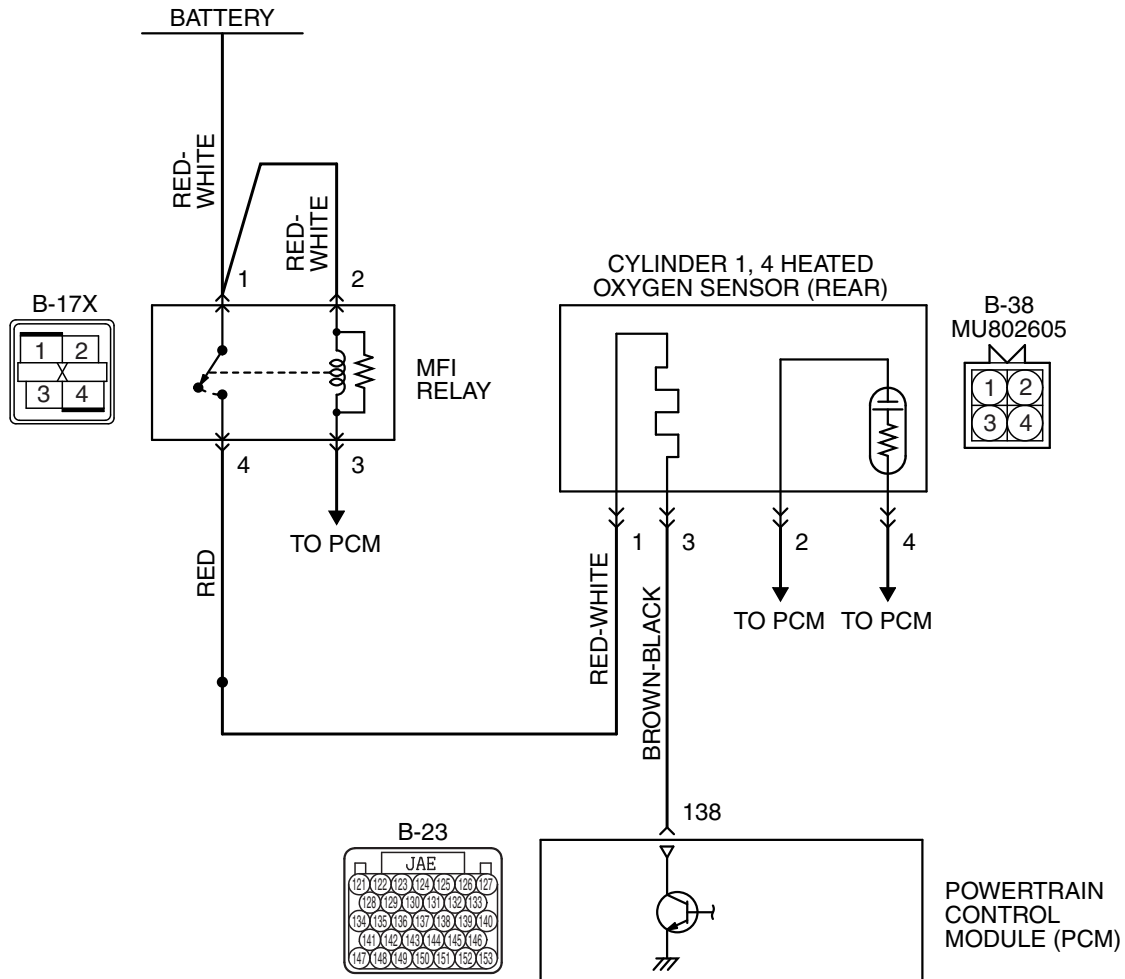 BATTERY
RED-
WHITE
RED-
WHITE
1
2
B-17X
1 2
X
3 4
MFI
RELAY
4
3
TO PCM
RED
CYLINDER 1, 4 HEATED
OXYGEN SENSOR (REAR)
B-38
MU802605
1 2
3 4
1
3
2
4
RED-WHITE
BROWN-BLACK
TO PCM
TO PCM
138
B-23
JAE
121 122 123 124 125 126 127
128 129 130 131 132 133
134 135 136 137 138 139 140
141 142 143 144 145 146
147 148 149 150 151 152 153
POWERTRAIN
CONTROL
MODULE (PCM)